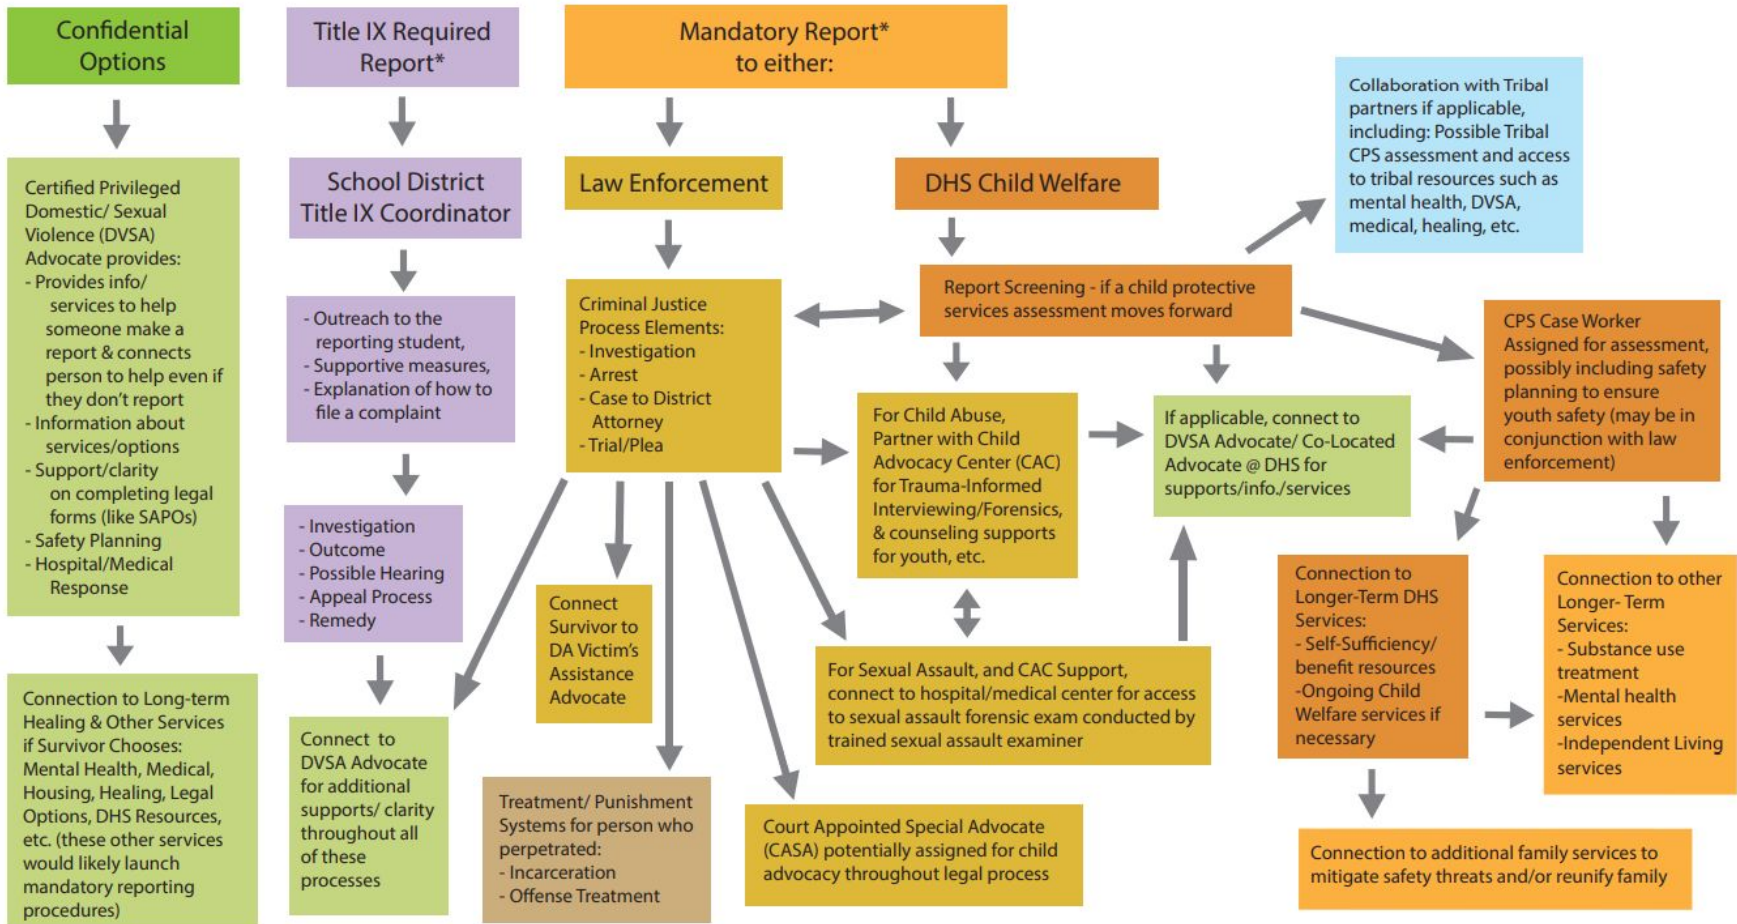 Confidential
Options
Title IX Required
Report*
Mandatory Report*
to either:
Collaboration with Tribal
partners if applicable,
including: Possible Tribal
CPS assessment and access
to tribal resources such as
mental health, DVSA,
medical, healing, etc.
Certified Privileged
Domestic/ Sexual
Violence (DVSA)
Advocate provides:
- Provides info/
services to help
someone make a
report & connects
person to help even if
they don't report
- Information about
services/options
- Support/clarity
on completing legal
forms (like SAPOs)
- Safety Planning
- Hospital/Medical
Response
School District
Title IX Coordinator
Law Enforcement
DHS Child Welfare
- Outreach to the
reporting student,
- Supportive measures,
- Explanation of how to
file a complaint
Criminal Justice
Process Elements:
- Investigation
- Arrest
- Case to District
Attorney
- Trial/Plea
Report Screening - if a child protective
services assessment moves forward
CPS Case Worker
Assigned for assessment,
possibly including safety
planning to ensure
youth safety (may be in
conjunction with law
enforcement)
For Child Abuse,
Partner with Child
Advocacy Center (CAC)
for Trauma-Informed
Interviewing/Forensics,
& counseling supports
for youth, etc.
If applicable, connect to
DVSA Advocate/ Co-Located
Advocate @ DHS for
supports/info./services
- Investigation
- Outcome
- Possible Hearing
- Appeal Process
- Remedy
Connect
Survivor to
DA Victim's
Assistance
Advocate
For Sexual Assault, and CAC Support,
connect to hospital/medical center for access
to sexual assault forensic exam conducted by
trained sexual assault examiner
Connection to
Longer-Term DHS
Services:
- Self-Sufficiency/
benefit resources
-Ongoing Child
Welfare services if
necessary
Connection to other
Longer- Term
Services:
- Substance use
treatment
-Mental health
services
-Independent Living
services
Connection to Long-term
Healing & Other Services
if Survivor Chooses:
Mental Health, Medical,
Housing, Healing, Legal
Options, DHS Resources,
etc. (these other services
would likely launch
mandatory reporting
procedures)
Connect to
DVSA Advocate
for additional
supports/ clarity
throughout all
of these
processes
Treatment/ Punishment
Systems for person who
perpetrated:
- Incarceration
- Offense Treatment
Court Appointed Special Advocate
(CASA) potentially assigned for child
advocacy throughout legal process
Connection to additional family services to
mitigate safety threats and/or reunify family